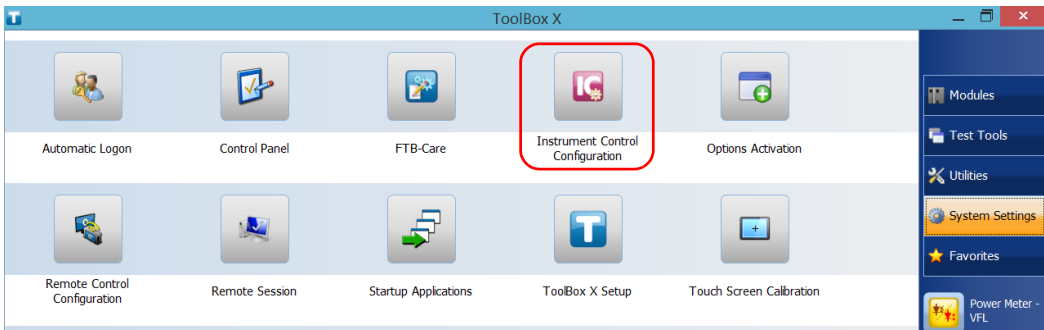 ToolBox X
Automatic Logon
Control Panel
FTB-Care
IC
Instrument Control
Configuration
Options Activation
Remote Control
Configuration
Remote Session
Startup Applications
T
ToolBox X Setup
Touch Screen Calibration
Modules
Test Tools
Utilities
System Settings
Favorites
Power Meter -
VFL